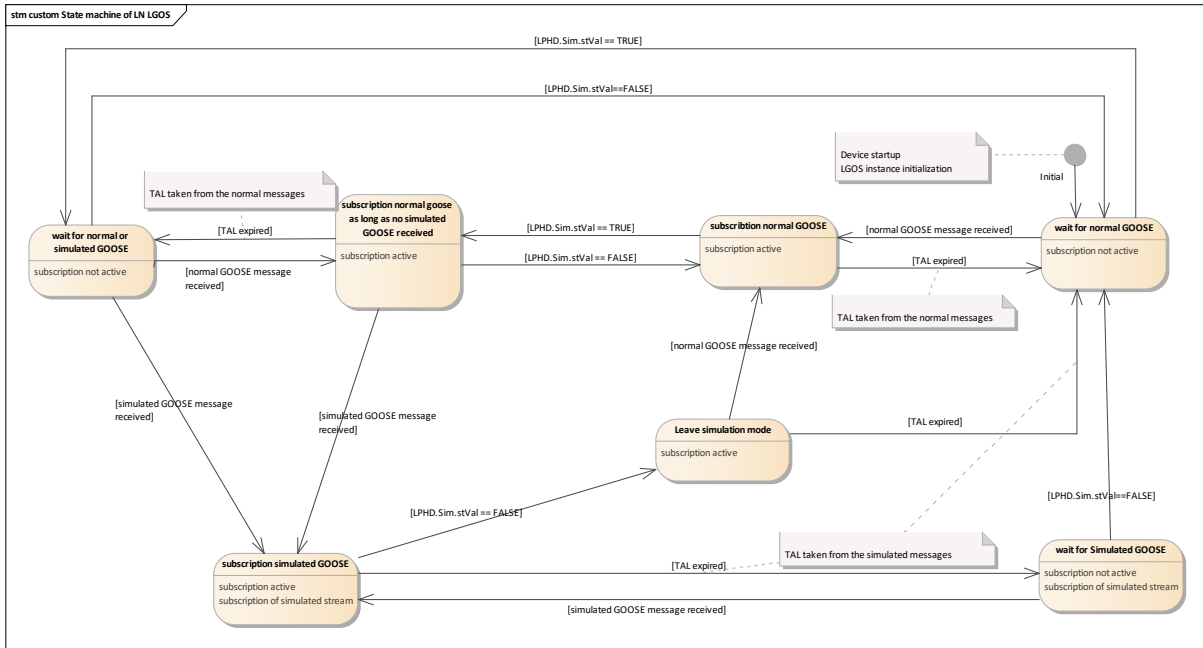 stm custom State machine of LN LGOS
[LPHD.Sim.stVal == TRUE]
[LPHD.Sim.stVal==FALSE]
Device startup
LGOS instance initialization
Initial
TAL taken from the normal messages
subscription normal goose
as long as no simulated
GOOSE received
subscription active
wait for normal or
simulated GOOSE
subscription not active
[TAL expired]
[normal GOOSE message
received]
[LPHD.Sim.stVal == TRUE]
[LPHD.Sim.stVal == FALSE]
subscribtion normal GOOSE
subscription active
[normal GOOSE message received]
[TAL expired]
wait for normal GOOSE
subscription not active
TAL taken from the normal messages
[normal GOOSE message received]
[simulated GOOSE message
received]
[simulated GOOSE message
received]
Leave simulation mode
subscription active
[TAL expired]
[LPHD.Sim.stVal==FALSE]
[LPHD.Sim.stVal == FALSE]
TAL taken from the simulated messages
subscription simulated GOOSE
subscription active
subscription of simulated stream
[TAL expired]
[simulated GOOSE message received]
wait for Simulated GOOSE
subscription not active
subscription of simulated stream